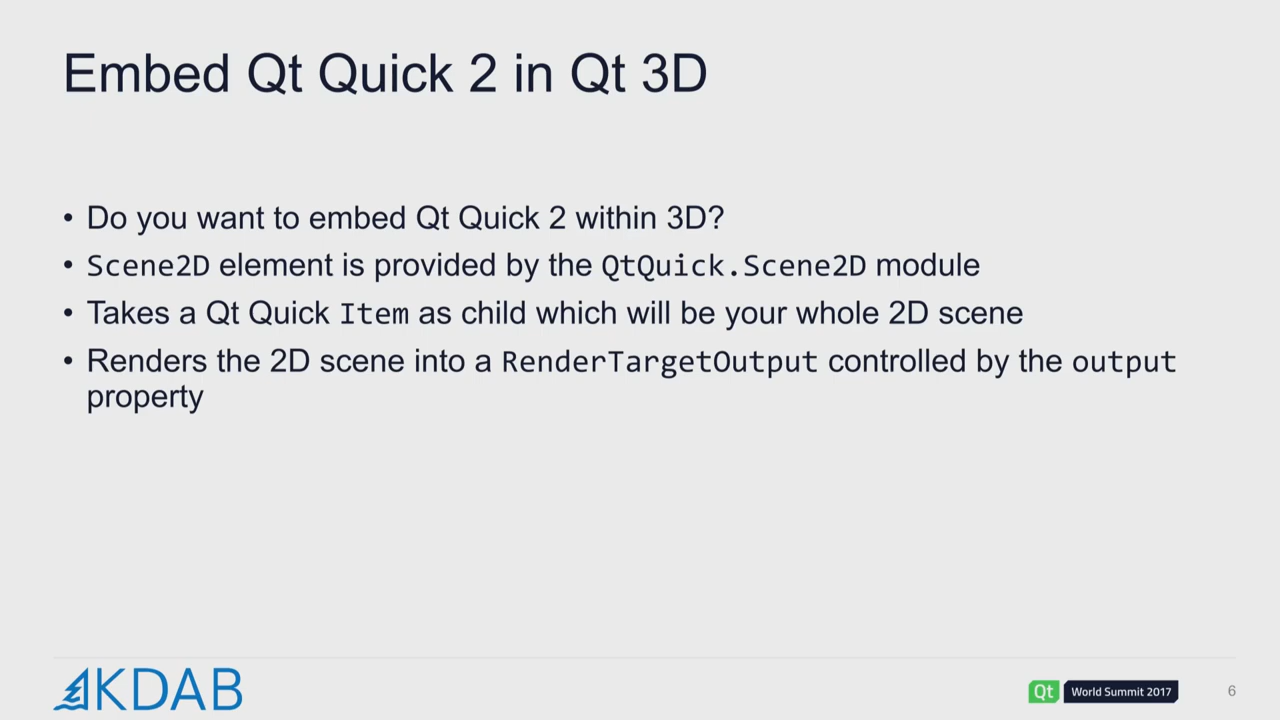 Embed Qt Quick 2 in Qt 3D
• Do you want to embed Qt Quick 2 within 3D?
• Scene2D element is provided by the QtQuick.Scene2D module
• Takes a Qt Quick Item as child which will be your whole 2D scene
• Renders the 2D scene into a RenderTargetOutput controlled by the output
property
KDAB
Qt World Summit 2017
6